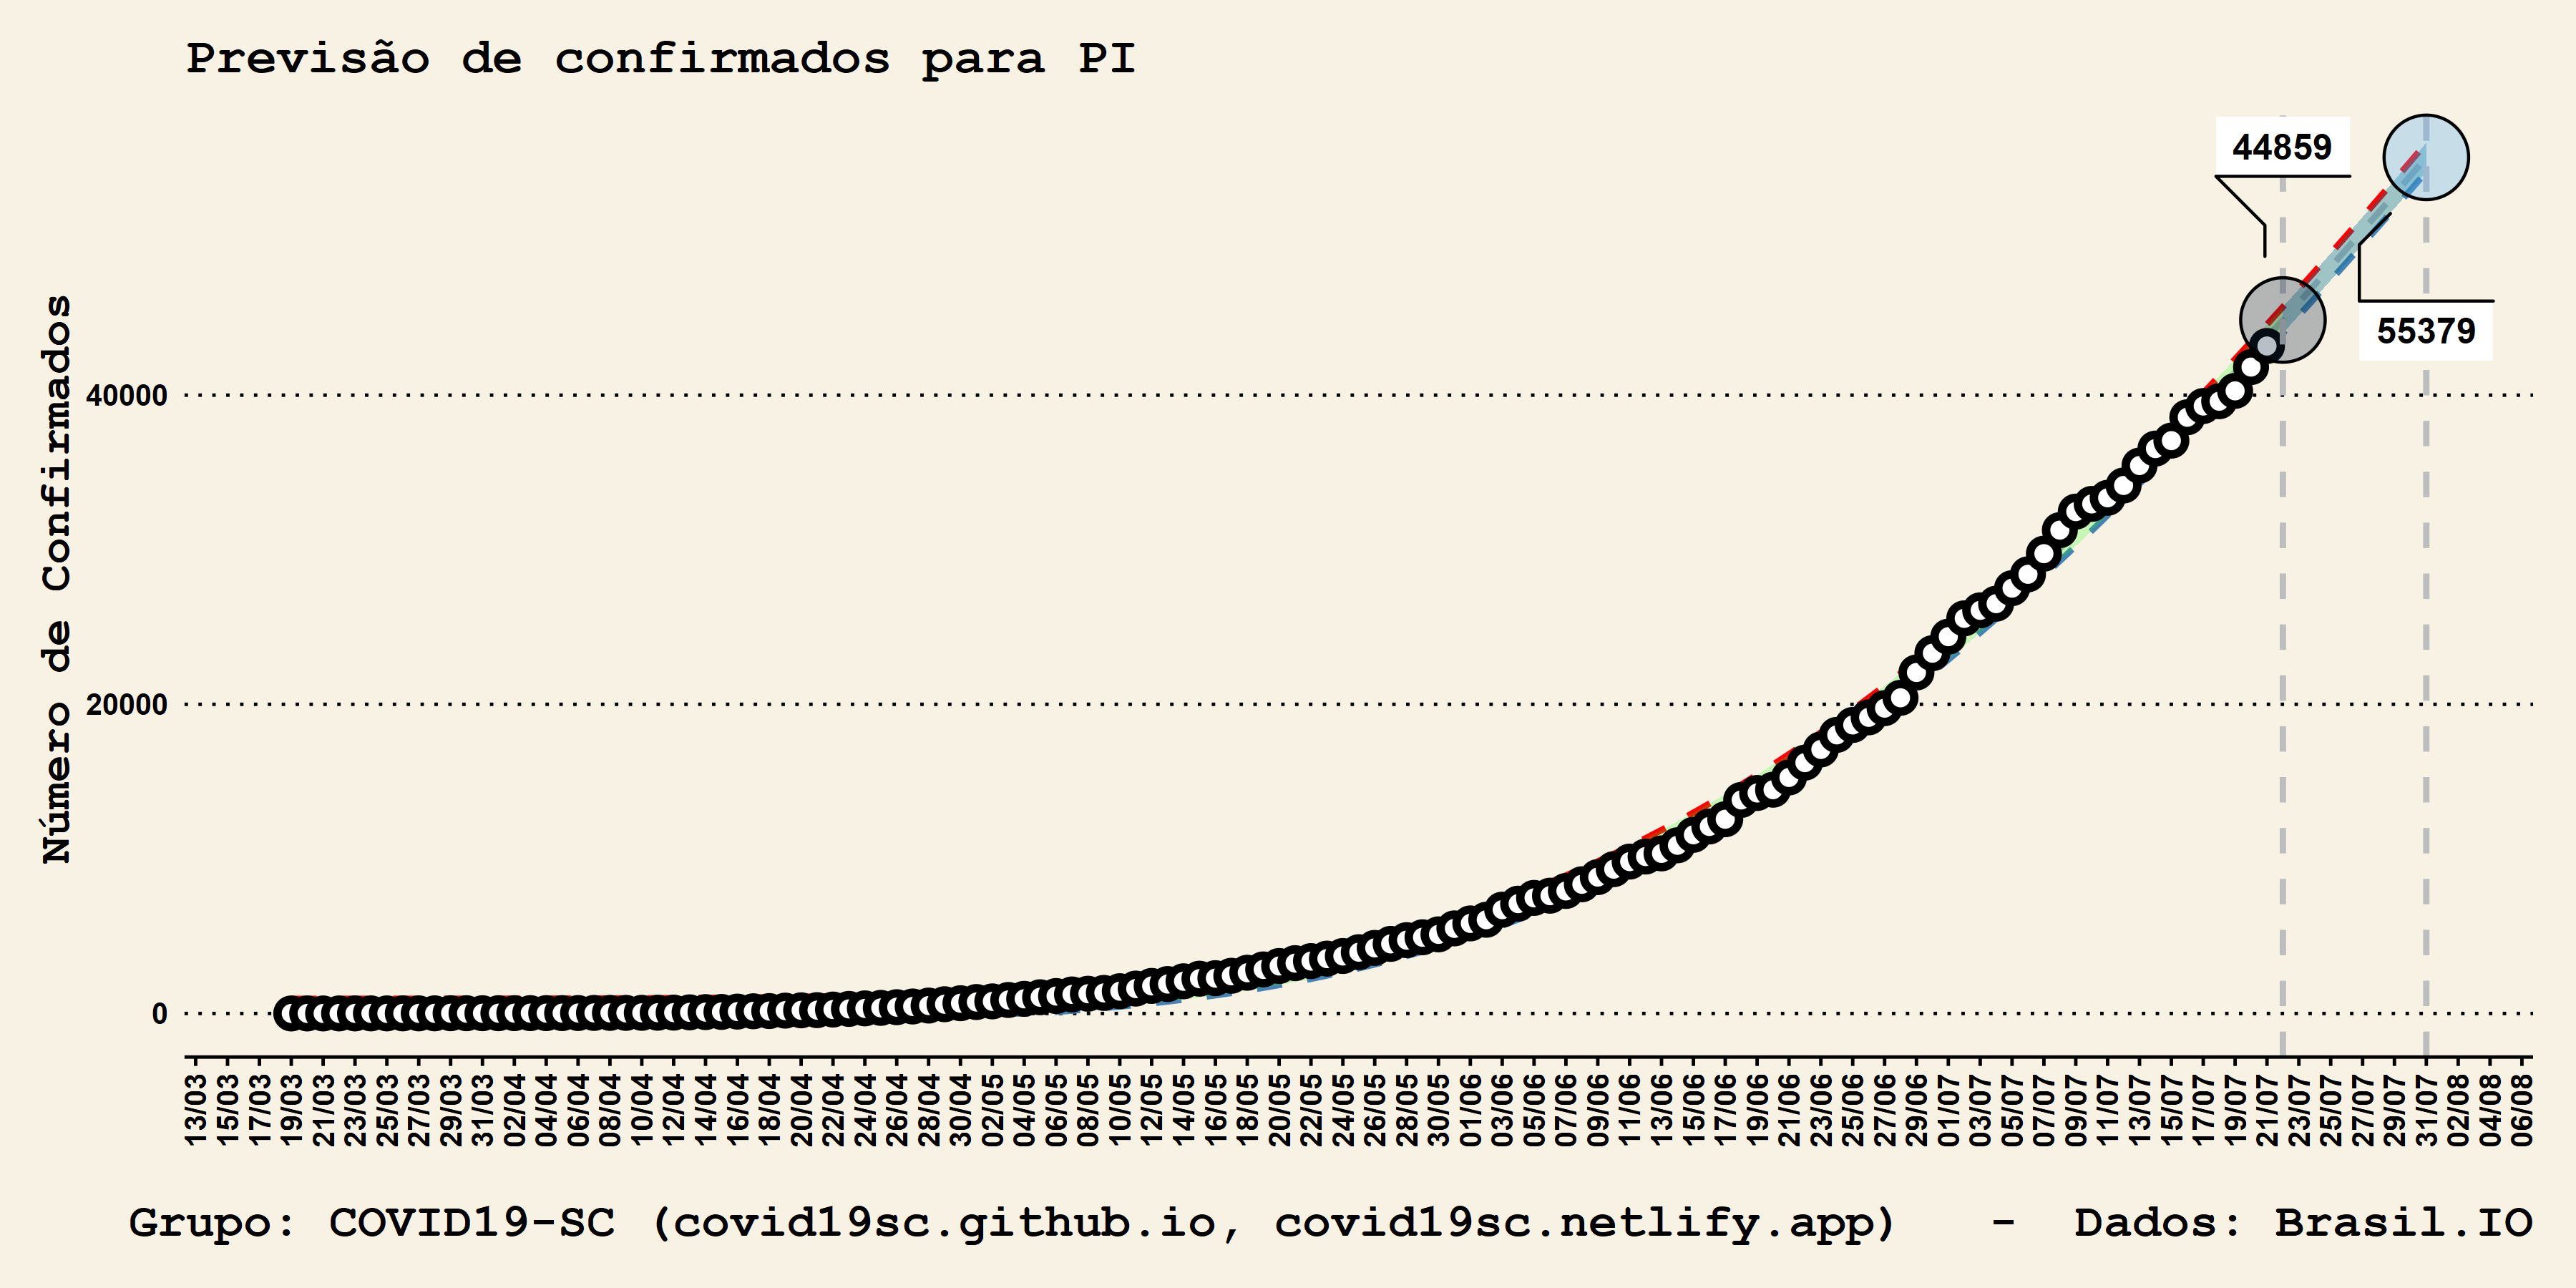 Previsão de confirmados para PI
44859
55379
Número de Confirmados
40000
20000
0
13/03 15/03 17/03 19/03 21/03 23/03 25/03 27/03 29/03 31/03 02/04 04/04 06/04 08/04 10/04 12/04 14/04 16/04 18/04 20/04 22/04 24/04 26/04 28/04 30/04 02/05 04/05 06/05 08/05 10/05 12/05 14/05 16/05 18/05 20/05 22/05 24/05 26/05 28/05 30/05 01/06 03/06 05/06 07/06 09/06 11/06 13/06 15/06 17/06 19/06 21/06 23/06 25/06 27/06 29/06 01/07 03/07 05/07 07/07 09/07 11/07 13/07 15/07 17/07 19/07 21/07 23/07 25/07 27/07 29/07 31/07 02/08 04/08 06/08
Grupo: COVID19-SC (covid19sc.github.io, covid19sc.netlify.app) - Dados: Brasil.IO